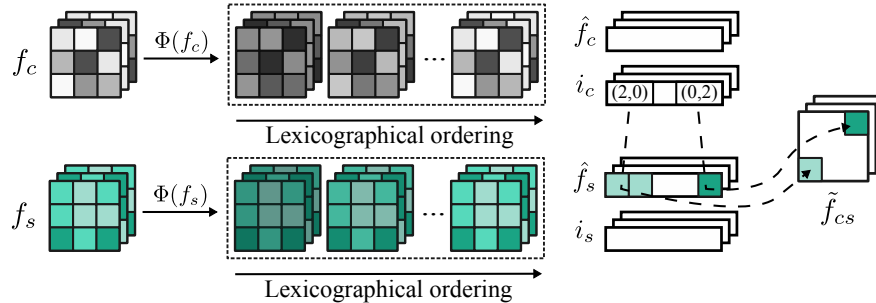 f_c
Φ(f_c)
...
Lexicographical ordering
f_s
Φ(f_s)
...
Lexicographical ordering
f̂_c
i_c (2,0) (0,2)
f̂_s
i_s
f̃_cs